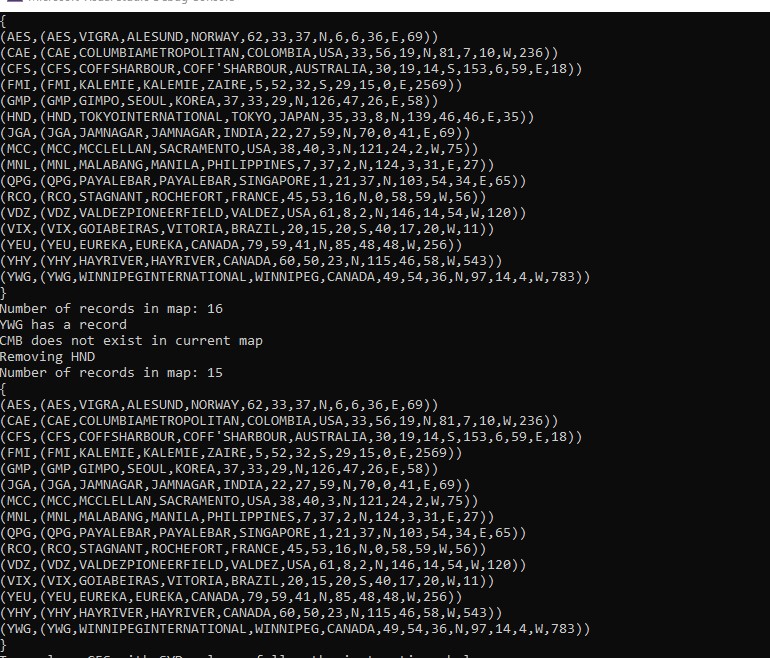 {
(AES,(AES,VIGRA,ALESUND,NORWAY,62,33,37,N,6,6,36,E,69))
(CAE,(CAE,COLUMBIAMETROPOLITAN,COLOMBIA,USA,33,56,19,N,81,7,10,W,236))
(CFS,(CFS,COFFSHARBOUR,COFF'SHARBOUR,AUSTRALIA,30,19,14,S,153,6,59,E,18))
(FMI,(FMI,KALEMIE,KALEMIE,ZAIRE,5,52,32,S,29,15,0,E,2569))
(GMP,(GMP,GIMPO,SEOUL,KOREA,37,33,29,N,126,47,26,E,58))
(HND,(HND,TOKYOINTERNATIONAL,TOKYO,JAPAN,35,33,8,N,139,46,46,E,35))
(JGA,(JGA,JAMNAGAR,JAMNAGAR,INDIA,22,27,59,N,70,0,41,E,69))
(MCC,(MCC,MCCLELLAN,SACRAMENTO,USA,38,40,3,N,121,24,2,W,75))
(MNL,(MNL,MALABANG,MANILA,PHILIPPINES,7,37,2,N,124,3,31,E,27))
(QPG,(QPG,PAYALEBAR,PAYALEBAR,SINGAPORE,1,21,37,N,103,54,34,E,65))
(RCO,(RCO,STAGNANT,ROCHEFORT,FRANCE,45,53,16,N,0,58,59,W,56))
(VDZ,(VDZ,VALDEZPIONEERFIELD,VALDEZ,USA,61,8,2,N,146,14,54,W,120))
(VIX,(VIX,GOIABEIRAS,VITORIA,BRAZIL,20,15,20,S,40,17,20,W,11))
(YEU,(YEU,EUREKA,EUREKA,CANADA,79,59,41,N,85,48,48,W,256))
(YHY,(YHY,HAYRIVER,HAYRIVER,CANADA,60,50,23,N,115,46,58,W,543))
(YWG,(YWG,WINNIPEGINTERNATIONAL,WINNIPEG,CANADA,49,54,36,N,97,14,4,W,783))
}
Number of records in map: 16
YWG has a record
CMB does not exist in current map
Removing HND
Number of records in map: 15
{
(AES,(AES,VIGRA,ALESUND,NORWAY,62,33,37,N,6,6,36,E,69))
(CAE,(CAE,COLUMBIAMETROPOLITAN,COLOMBIA,USA,33,56,19,N,81,7,10,W,236))
(CFS,(CFS,COFFSHARBOUR,COFF'SHARBOUR,AUSTRALIA,30,19,14,S,153,6,59,E,18))
(FMI,(FMI,KALEMIE,KALEMIE,ZAIRE,5,52,32,S,29,15,0,E,2569))
(GMP,(GMP,GIMPO,SEOUL,KOREA,37,33,29,N,126,47,26,E,58))
(JGA,(JGA,JAMNAGAR,JAMNAGAR,INDIA,22,27,59,N,70,0,41,E,69))
(MCC,(MCC,MCCLELLAN,SACRAMENTO,USA,38,40,3,N,121,24,2,W,75))
(MNL,(MNL,MALABANG,MANILA,PHILIPPINES,7,37,2,N,124,3,31,E,27))
(QPG,(QPG,PAYALEBAR,PAYALEBAR,SINGAPORE,1,21,37,N,103,54,34,E,65))
(RCO,(RCO,STAGNANT,ROCHEFORT,FRANCE,45,53,16,N,0,58,59,W,56))
(VDZ,(VDZ,VALDEZPIONEERFIELD,VALDEZ,USA,61,8,2,N,146,14,54,W,120))
(VIX,(VIX,GOIABEIRAS,VITORIA,BRAZIL,20,15,20,S,40,17,20,W,11))
(YEU,(YEU,EUREKA,EUREKA,CANADA,79,59,41,N,85,48,48,W,256))
(YHY,(YHY,HAYRIVER,HAYRIVER,CANADA,60,50,23,N,115,46,58,W,543))
(YWG,(YWG,WINNIPEGINTERNATIONAL,WINNIPEG,CANADA,49,54,36,N,97,14,4,W,783))
}